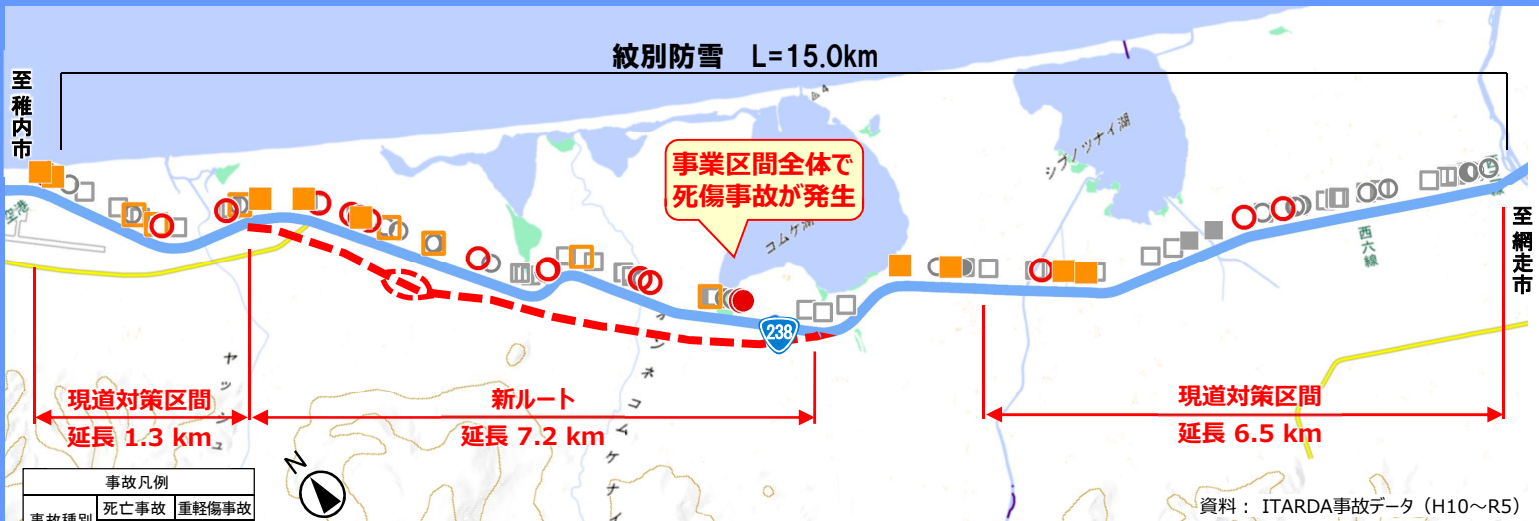 紋別防雪 L=15.0km
至稚内市
至網走市
事業区間全体で
死傷事故が発生
コムケ湖
シブノツナイ湖
空港
西六線
238
現道対策区間
延長 1.3 km
新ルート
延長 7.2 km
現道対策区間
延長 6.5 km
N
4
事故凡例
事故種別
死亡事故 重軽傷事故
資料： ITARDA事故データ（H10～R5）